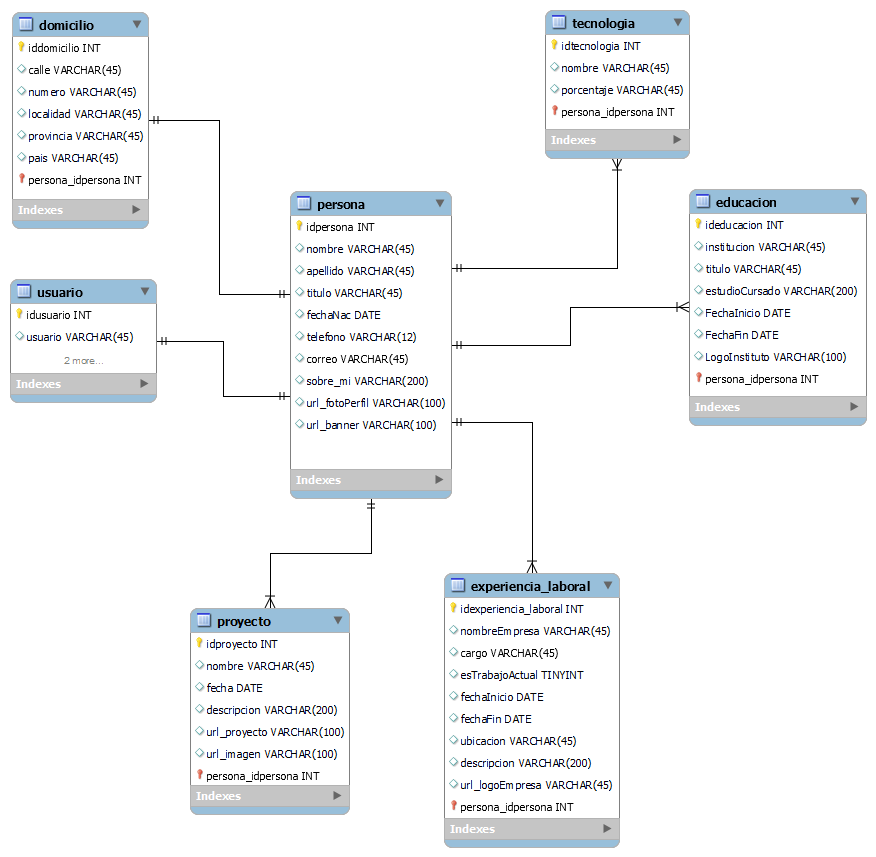 domicilio
iddomicilio INT
calle VARCHAR(45)
numero VARCHAR(45)
localidad VARCHAR(45)
provincia VARCHAR(45)
pais VARCHAR(45)
persona_idpersona INT
Indexes
tecnologia
idtecnologia INT
nombre VARCHAR(45)
porcentaje VARCHAR(45)
persona_idpersona INT
Indexes
persona
idpersona INT
nombre VARCHAR(45)
apellido VARCHAR(45)
titulo VARCHAR(45)
fechaNac DATE
telefono VARCHAR(12)
correo VARCHAR(45)
sobre_mi VARCHAR(200)
url_fotoPerfil VARCHAR(100)
url_banner VARCHAR(100)
Indexes
educacion
ideducacion INT
institucion VARCHAR(45)
titulo VARCHAR(45)
estudioCursado VARCHAR(200)
FechaInicio DATE
FechaFin DATE
LogoInstituto VARCHAR(100)
persona_idpersona INT
Indexes
usuario
idusuario INT
usuario VARCHAR(45)
2 more...
Indexes
proyecto
idproyecto INT
nombre VARCHAR(45)
fecha DATE
descripcion VARCHAR(200)
url_proyecto VARCHAR(100)
url_imagen VARCHAR(100)
persona_idpersona INT
Indexes
experiencia_laboral
idexperiencia_laboral INT
nombreEmpresa VARCHAR(45)
cargo VARCHAR(45)
esTrabajoActual TINYINT
fechaInicio DATE
fechaFin DATE
ubicacion VARCHAR(45)
descripcion VARCHAR(200)
url_logoEmpresa VARCHAR(45)
persona_idpersona INT
Indexes